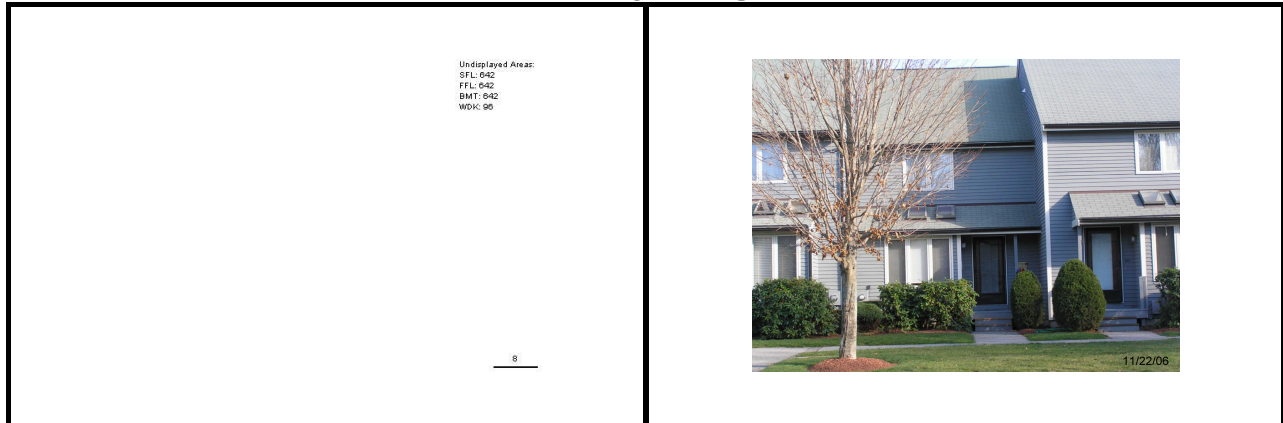 Undisplayed Areas:
SFL: 642
FFL: 642
BMT: 642
WDK: 96
8
11/22/06